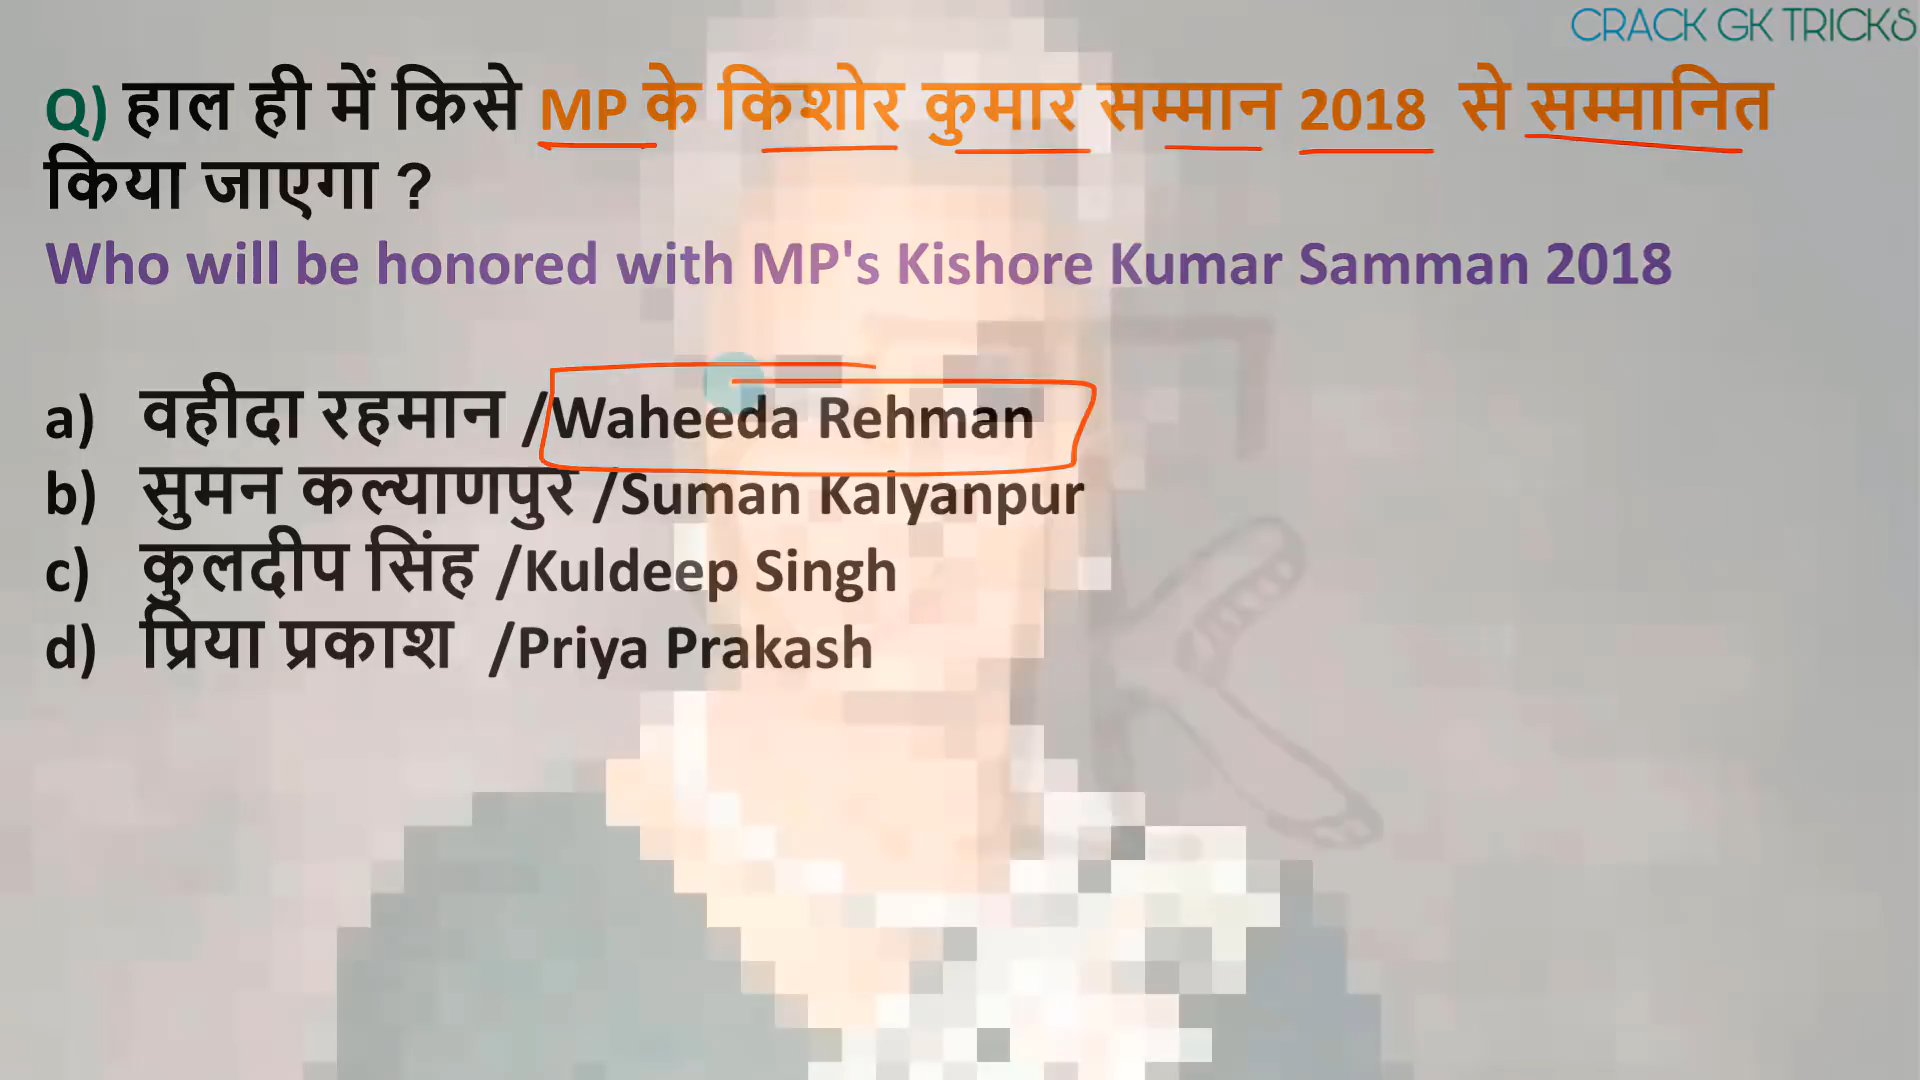 CRACK GK TRICKS
Q) हाल ही में किसे MP के किशोर कुमार सम्मान 2018 से सम्मानित
किया जाएगा ?
Who will be honored with MP's Kishore Kumar Samman 2018
a) वहीदा रहमान /Waheeda Rehman
b) सुमन कल्याणपुर /Suman Kalyanpur
c) कुलदीप सिंह /Kuldeep Singh
d) प्रिया प्रकाश /Priya Prakash